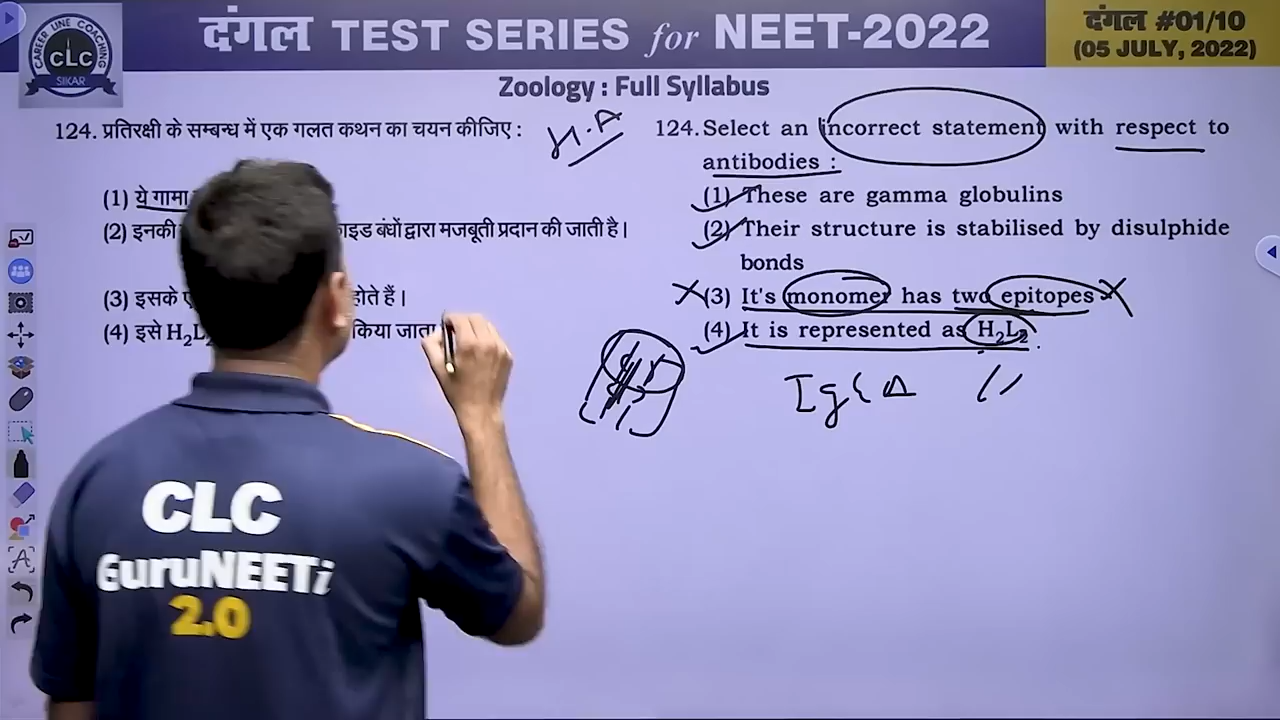 CAREER LINE COACHING
CLC
SIKAR
दंगल TEST SERIES for NEET-2022
दंगल #01/10
(05 JULY, 2022)
Zoology : Full Syllabus
124. प्रतिरक्षी के सम्बन्ध में एक गलत कथन का चयन कीजिए :
(1) ये गामा
(2) इनकी बंधों द्वारा मजबूती प्रदान की जाती है।
(3) इसके होते हैं।
(4) इसे किया जाता
H.A
124. Select an incorrect statement with respect to
antibodies :
(1) These are gamma globulins
(2) Their structure is stabilised by disulphide
bonds
(3) It's monomer has two epitopes
(4) It is represented as H₂L₂
CLC
GuruNEETi
2.0